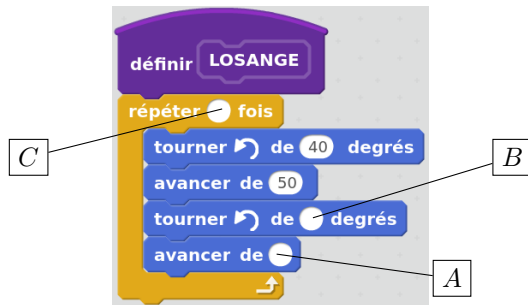 définir LOSANGE
répéter fois
C
tourner de 40 degrés
B
avancer de 50
tourner de degrés
avancer de
A